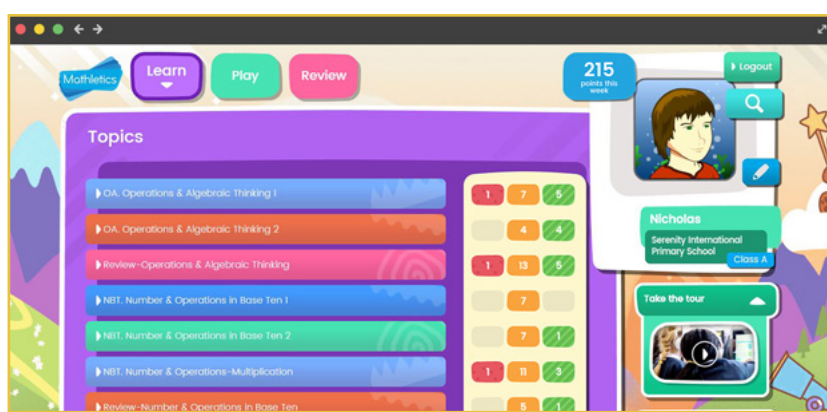 Mathletics
Learn
Play
Review
215
points this
week
Logout
Topics
OA. Operations & Algebraic Thinking 1
1 7 5
OA. Operations & Algebraic Thinking 2
4 4
Review-Operations & Algebraic Thinking
1 13 5
NBT. Number & Operations in Base Ten 1
7
NBT. Number & Operations in Base Ten 2
7 1
NBT. Number & Operations-Multiplication
1 11 3
Review-Number & Operations in Base Ten
5 1
Nicholas
Serenity International
Primary School
Class A
Take the tour